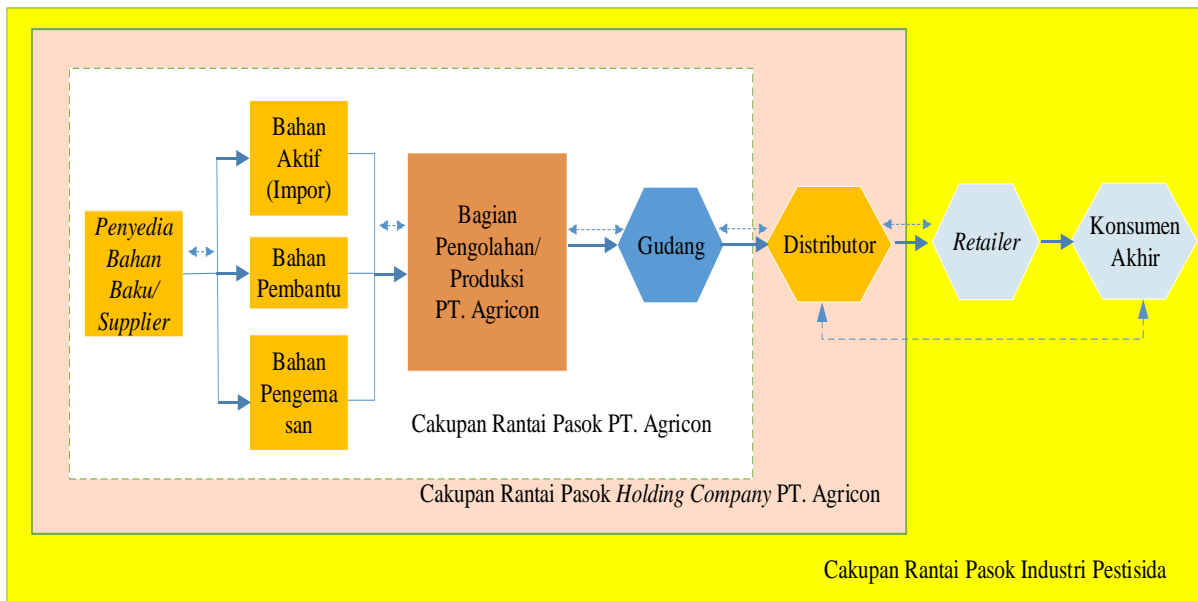 Penyedia
Bahan
Baku/
Supplier
Bahan
Aktif
(Impor)
Bahan
Pembantu
Bahan
Pengema
san
Bagian
Pengolahan/
Produksi
PT. Agricon
Gudang
Distributor
Retailer
Konsumen
Akhir
Cakupan Rantai Pasok PT. Agricon
Cakupan Rantai Pasok Holding Company PT. Agricon
Cakupan Rantai Pasok Industri Pestisida